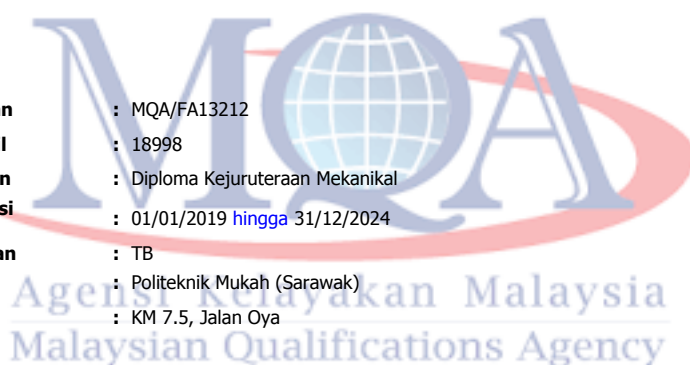 MQA
an : MQA/FA13212
l : 18998
n : Diploma Kejuruteraan Mekanikal
si : 01/01/2019 hingga 31/12/2024
an : TB
: Politeknik Mukah (Sarawak)
Agensi Kelayakan Malaysia
: KM 7.5, Jalan Oya
Malaysian Qualifications Agency